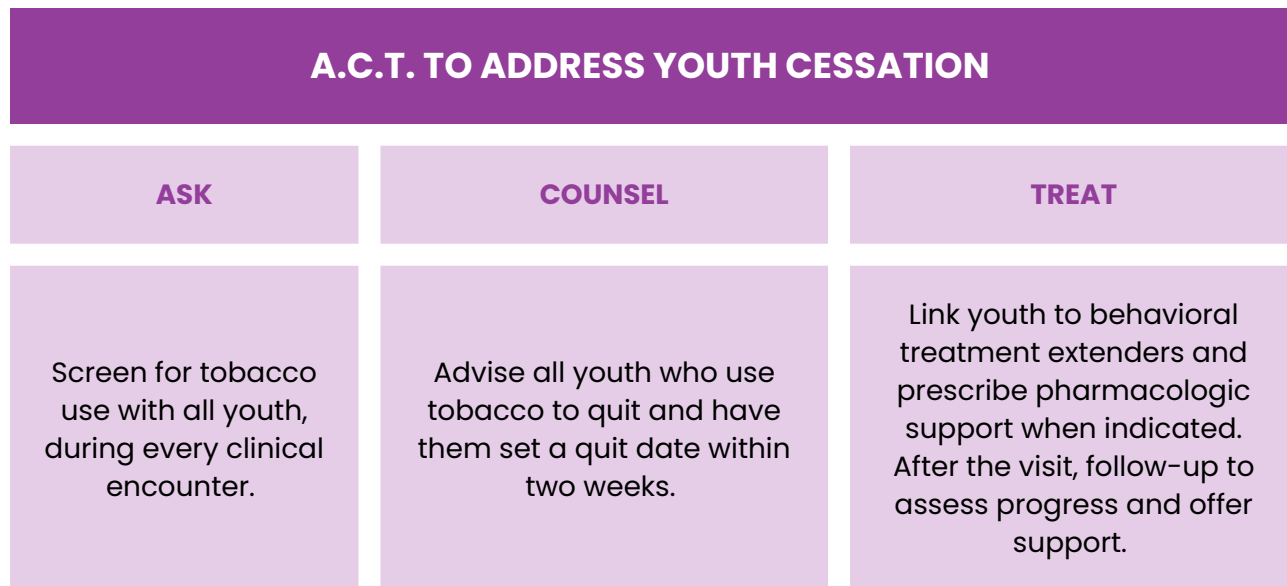 A.C.T. TO ADDRESS YOUTH CESSATION
ASK
COUNSEL
TREAT
Screen for tobacco
use with all youth,
during every clinical
encounter.
Advise all youth who use
tobacco to quit and have
them set a quit date within
two weeks.
Link youth to behavioral
treatment extenders and
prescribe pharmacologic
support when indicated.
After the visit, follow-up to
assess progress and offer
support.